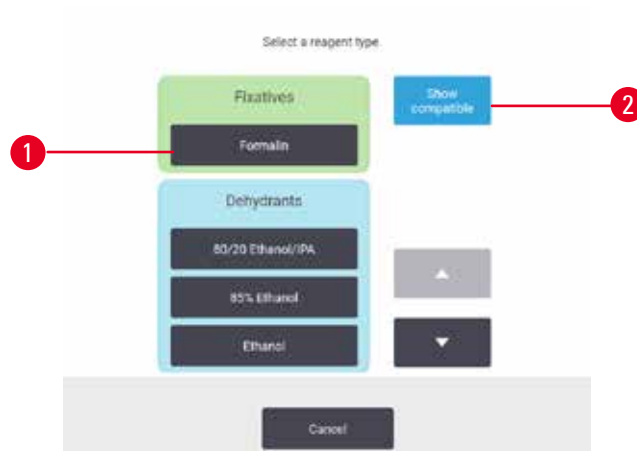 Select a reagent type
Fixatives
Show
compatible
2
1
Formalin
Dehydrants
80/20 Ethanol/IPA
85% Ethanol
Ethanol
Cancel